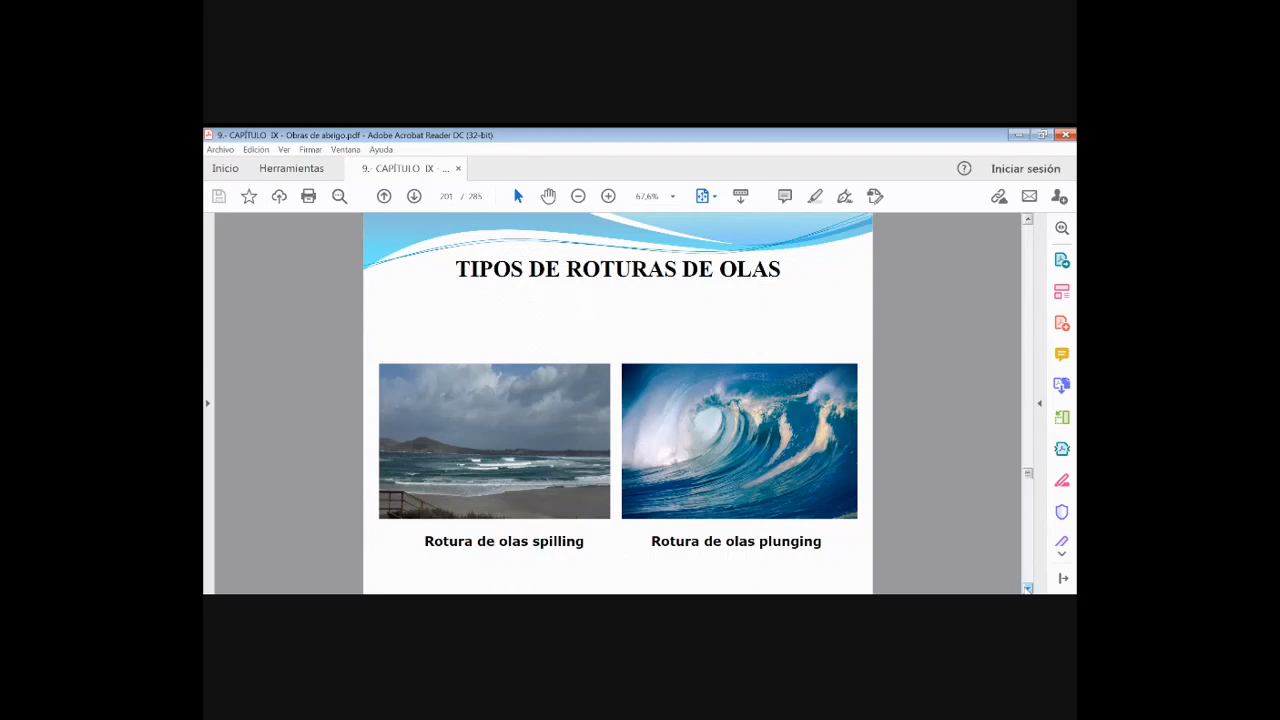 9.- CAPÍTULO IX - Obras de abrigo.pdf - Adobe Acrobat Reader DC (32-bit)
Archivo Edición Ver Firmar Ventana Ayuda
Inicio Herramientas 9.- CAPÍTULO IX - ... × Iniciar sesión
201 / 285 67,6%
TIPOS DE ROTURAS DE OLAS
Rotura de olas spilling Rotura de olas plunging